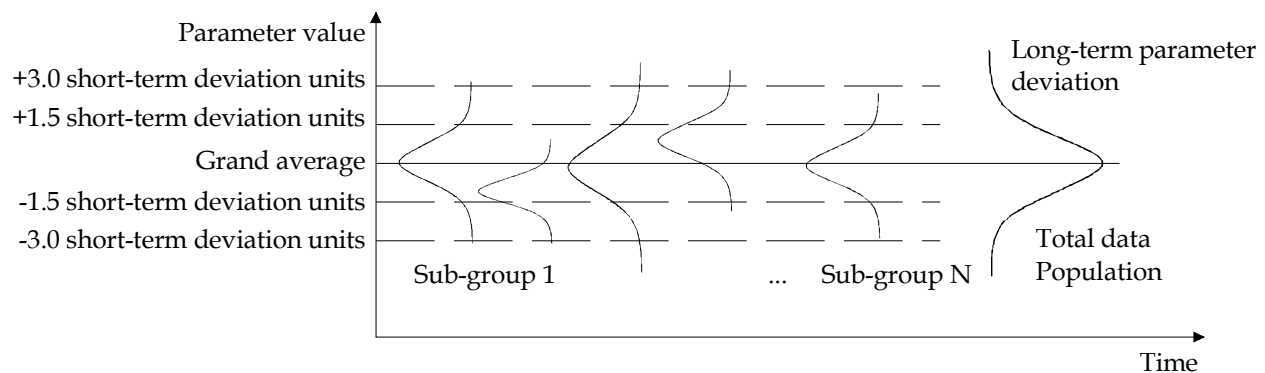 Parameter value
+3.0 short-term deviation units
+1.5 short-term deviation units
Grand average
-1.5 short-term deviation units
-3.0 short-term deviation units
Long-term parameter
deviation
Total data
Population
Sub-group 1
...
Sub-group N
Time